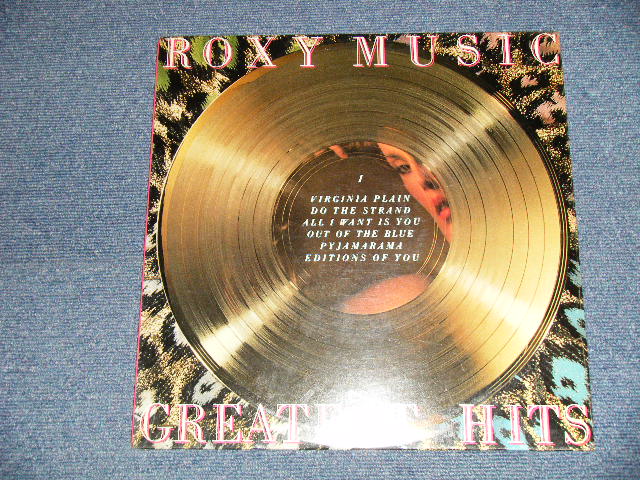 ROXY MUSIC
I
VIRGINIA PLAIN
DO THE STRAND
ALL I WANT IS YOU
OUT OF THE BLUE
PYJAMARAMA
EDITIONS OF YOU
GREATEST HITS